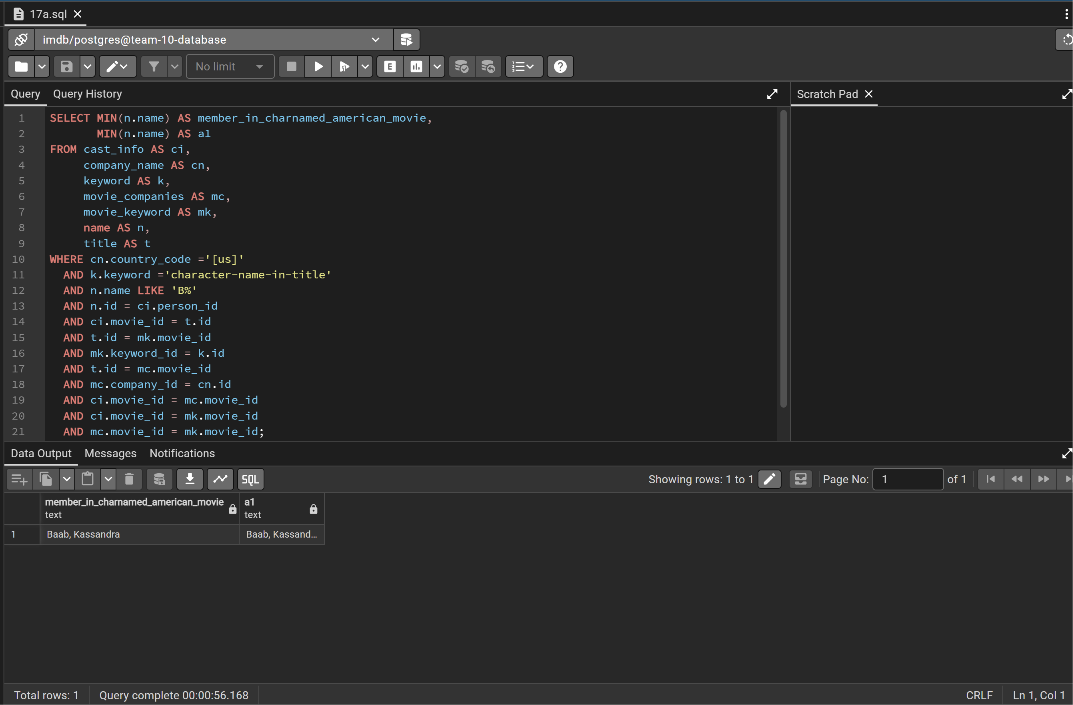 17a.sql
imdb/postgres@team-10-database
No limit
E
Query Query History
Scratch Pad
1 SELECT MIN(n.name) AS member_in_charnamed_american_movie,
2 MIN(n.name) AS a1
3 FROM cast_info AS ci,
4 company_name AS cn,
5 keyword AS k,
6 movie_companies AS mc,
7 movie_keyword AS mk,
8 name AS n,
9 title AS t
10 WHERE cn.country_code ='[us]'
11 AND k.keyword ='character-name-in-title'
12 AND n.name LIKE 'B%'
13 AND n.id = ci.person_id
14 AND ci.movie_id = t.id
15 AND t.id = mk.movie_id
16 AND mk.keyword_id = k.id
17 AND t.id = mc.movie_id
18 AND mc.company_id = cn.id
19 AND ci.movie_id = mc.movie_id
20 AND ci.movie_id = mk.movie_id
21 AND mc.movie_id = mk.movie_id;
Data Output Messages Notifications
SQL
Showing rows: 1 to 1
Page No: 1 of 1
member_in_charnamed_american_movie a1
text text
1 Baab, Kassandra Baab, Kassand...
Total rows: 1 Query complete 00:00:56.168
CRLF Ln 1, Col 1